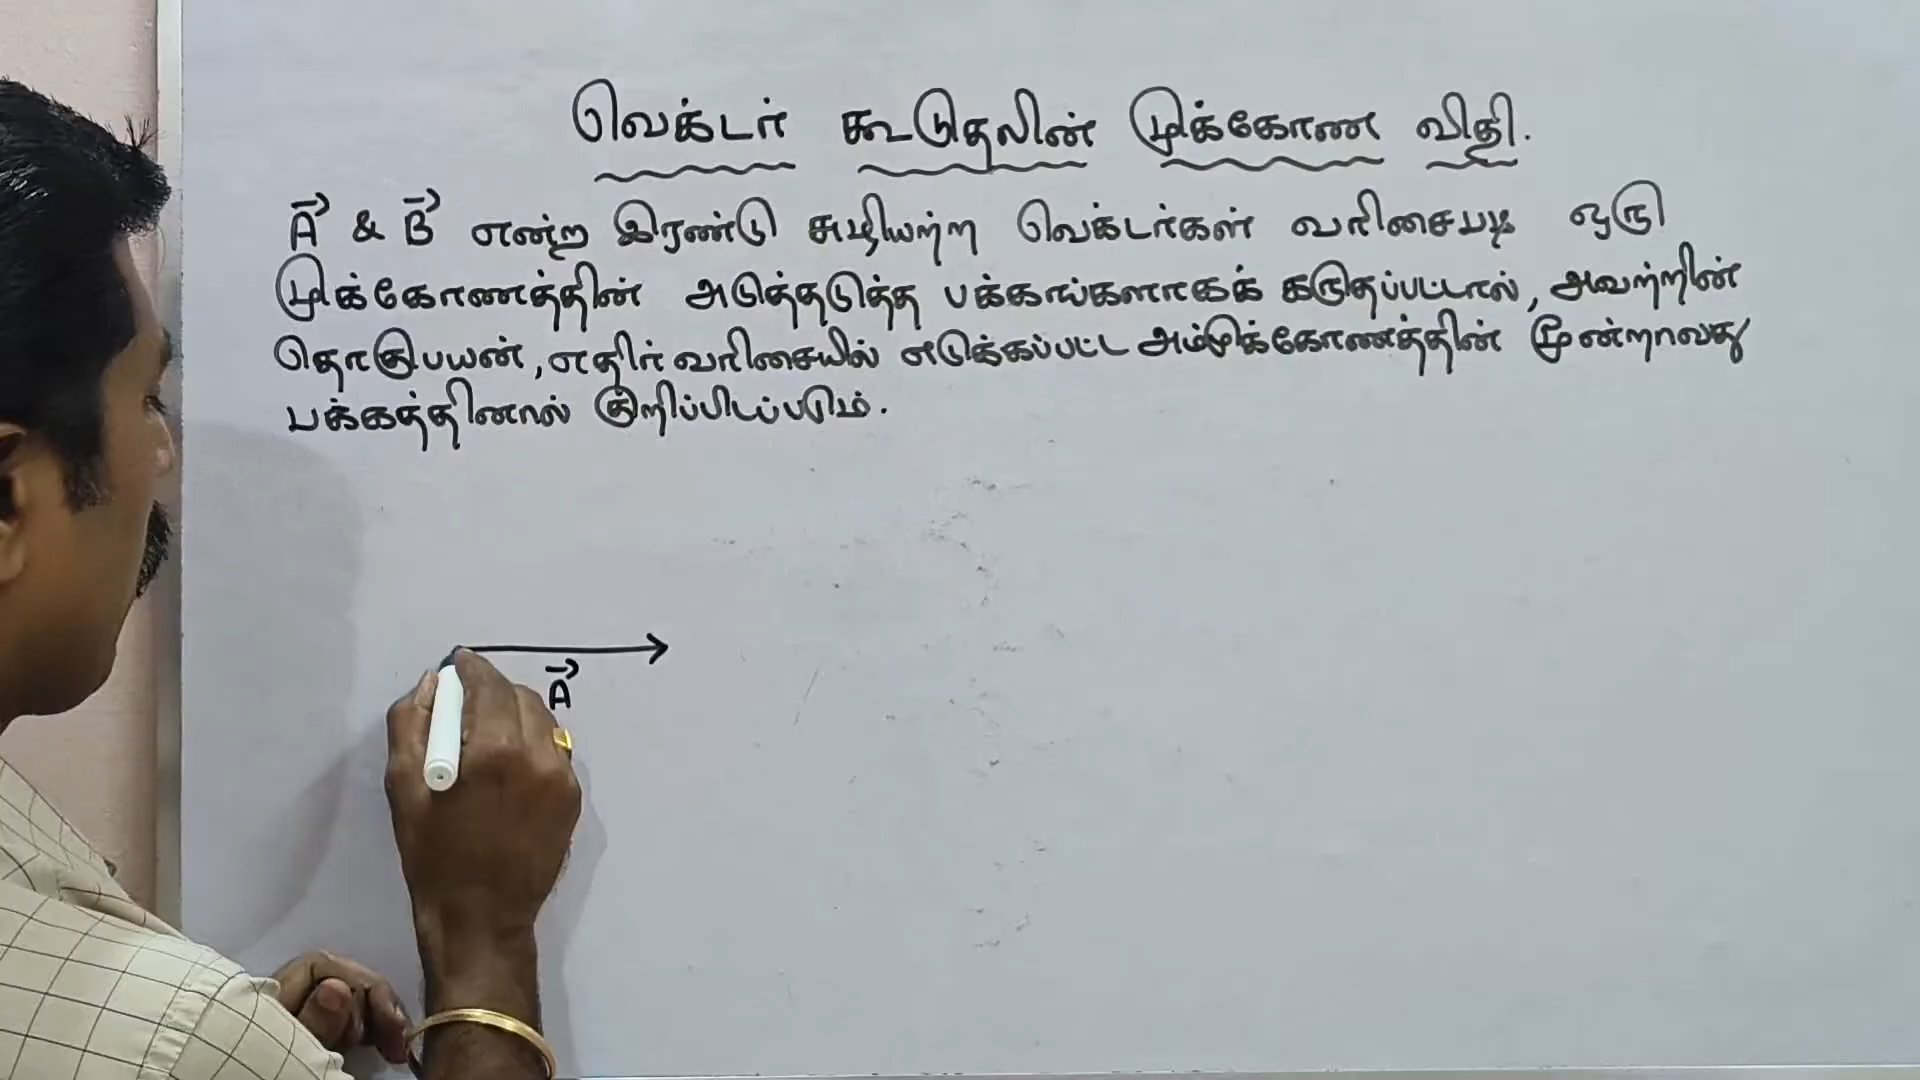 வெக்டர் கூடுதலின் முக்கோண விதி.
A⃗ & B⃗ என்ற இரண்டு சுழியற்ற வெக்டர்கள் வரிசைபடி ஒரு
முக்கோணத்தின் அடுத்தடுத்த பக்கங்களாகக் கருதப்பட்டால், அவற்றின்
தொகுபயன், எதிர் வரிசையில் எடுக்கப்பட்ட அம்முக்கோணத்தின் மூன்றாவது
பக்கத்தினால் குறிப்பிடப்படும்.
A⃗